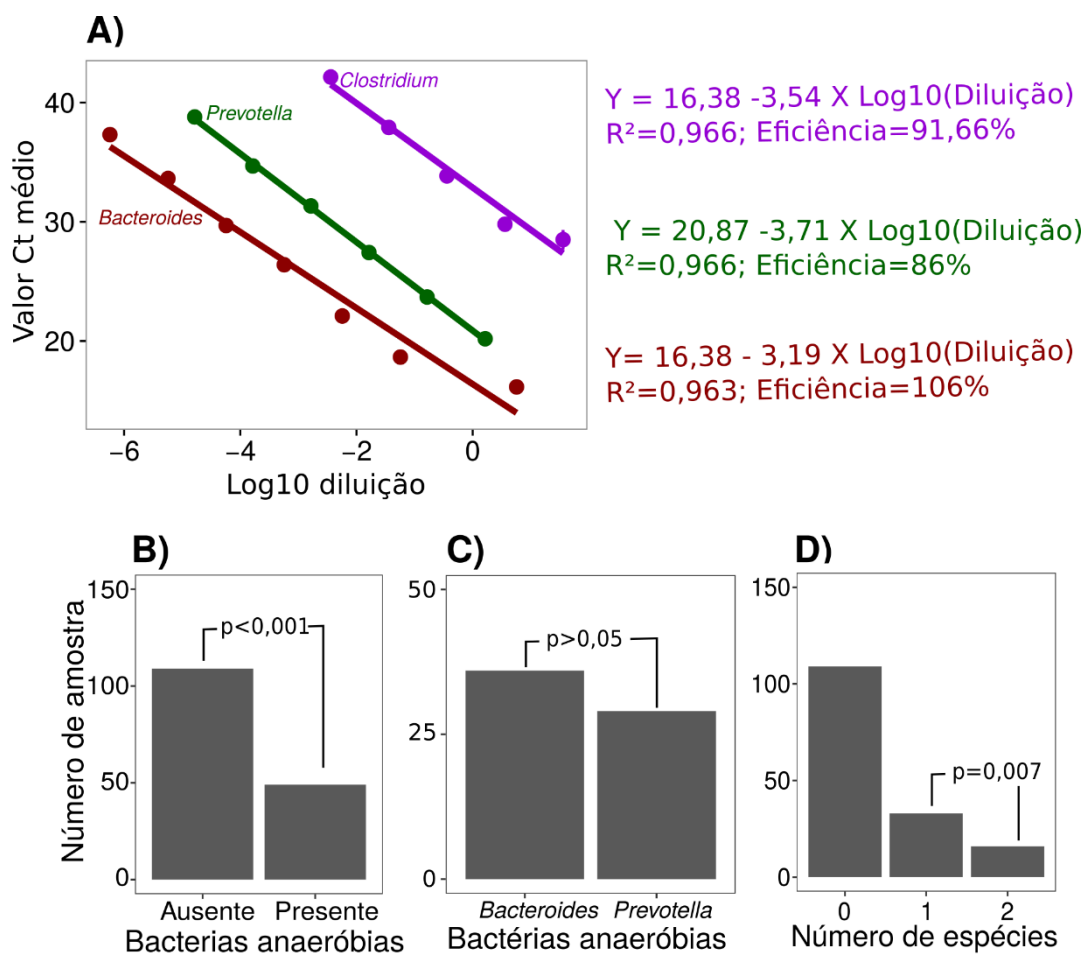 A)
Clostridium
Prevotella
Bacteroides
40
30
20
Valor Ct médio
−6
−4
−2
0
Log10 diluição
Y = 16,38 -3,54 X Log10(Diluição)
R²=0,966; Eficiência=91,66%
Y = 20,87 -3,71 X Log10(Diluição)
R²=0,966; Eficiência=86%
Y= 16,38 - 3,19 X Log10(Diluição)
R²=0,963; Eficiência=106%
B)
150
100
50
0
Número de amostra
p<0,001
Ausente
Presente
Bacterias anaeróbias
C)
50
25
0
p>0,05
Bacteroides
Prevotella
Bactérias anaeróbias
D)
150
100
50
0
p=0,007
0
1
2
Número de espécies